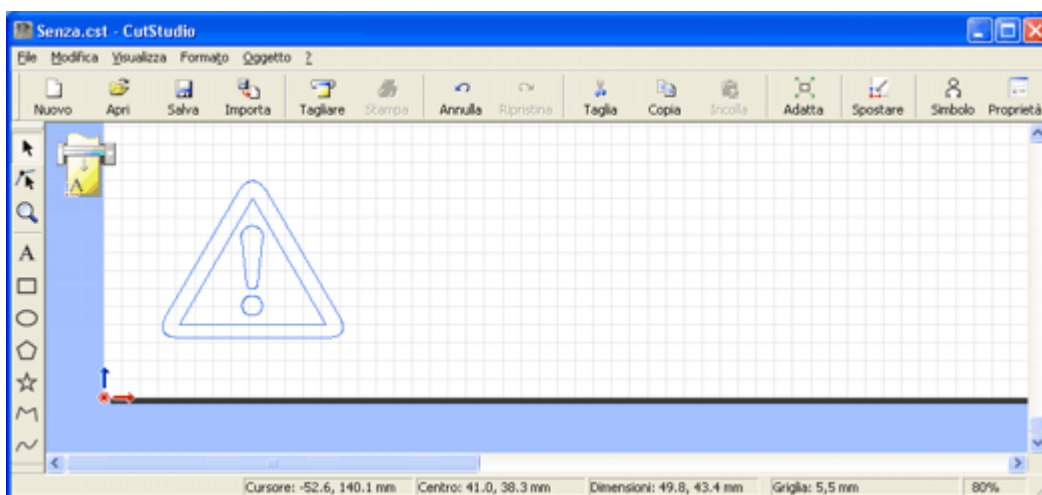 Senza.cst - CutStudio
File Modifica Visualizza Formato Oggetto ?
Nuovo Apri Salva Importa Tagliare Stampa Annulla Ripristina Taglia Copia Incolla Adatta Spostare Simbolo Proprietà
A
A
Cursore: -52.6, 140.1 mm Centro: 41.0, 38.3 mm Dimensioni: 49.8, 43.4 mm Griglia: 5,5 mm 80%